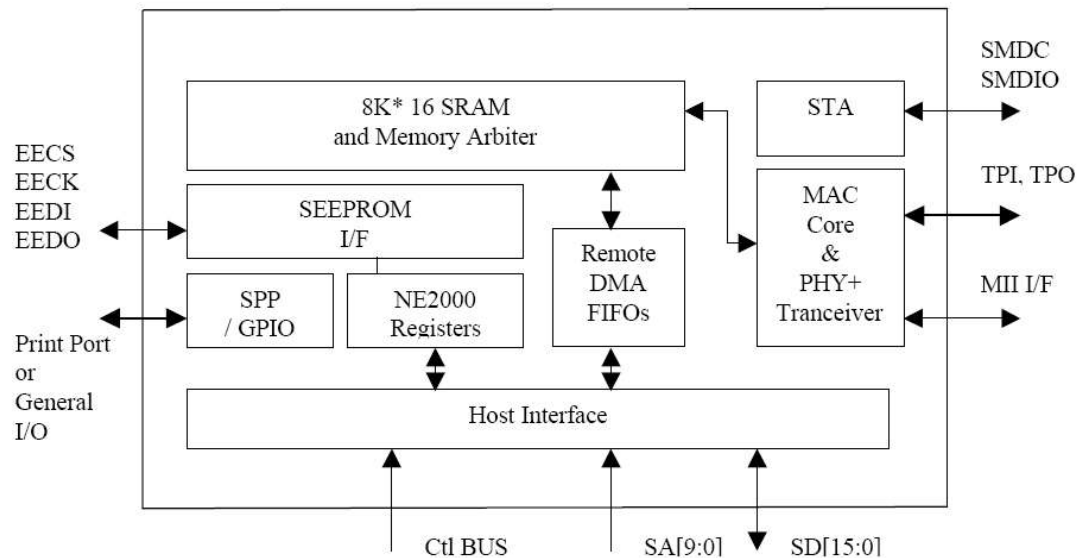 SMDC
SMDIO
8K* 16 SRAM
and Memory Arbiter
STA
EECS
EECK
EEDI
EEDO
SEEPROM
I/F
TPI, TPO
MAC
Core
&
PHY+
Tranceiver
Remote
DMA
FIFOs
SPP
/ GPIO
NE2000
Registers
MII I/F
Print Port
or
General
I/O
Host Interface
Ctl BUS
SA[9:0]
SD[15:0]